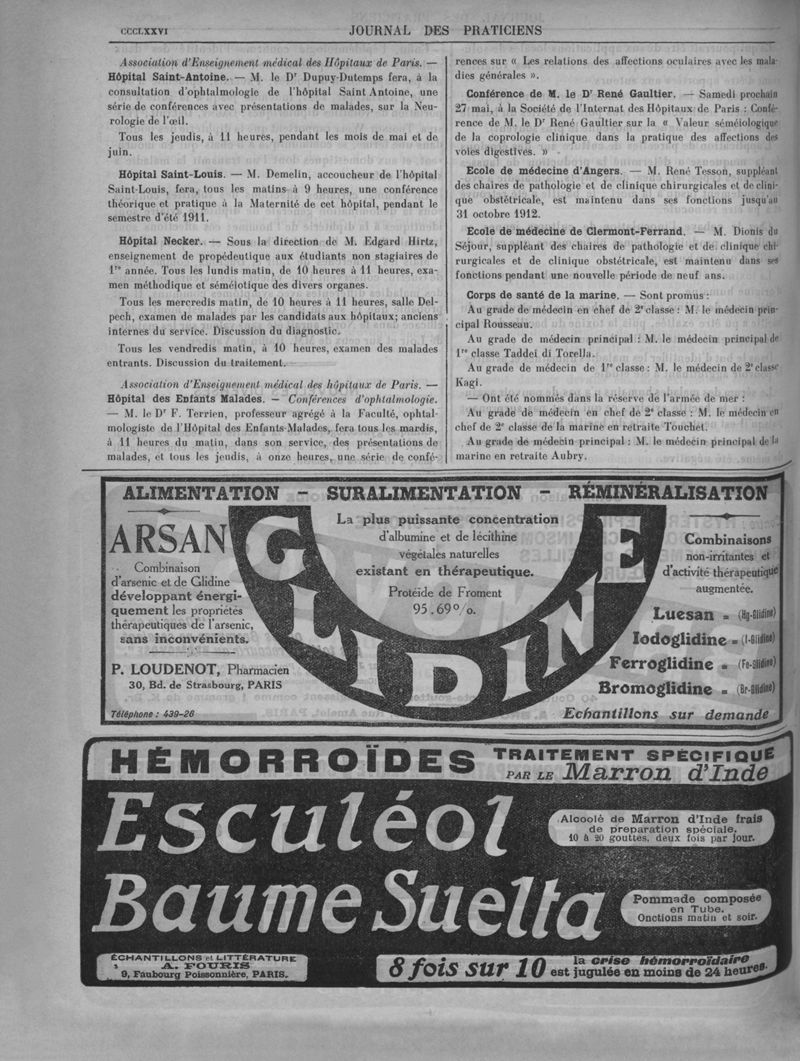 CCCLXXVI
JOURNAL DES PRATICIENS
Association d'Enseignement médical des Hôpitaux de Paris. —
Hôpital Saint-Antoine. — M. le Dr Dupuy-Dutemps fera, à la
consultation d'ophtalmologie de l'hôpital Saint Antoine, une
série de conférences avec présentations de malades, sur la Neu-
rologie de l'œil.
Tous les jeudis, à 11 heures, pendant les mois de mai et de
juin.
Hôpital Saint-Louis. — M. Demelin, accoucheur de l'hôpital
Saint-Louis, fera, tous les matins à 9 heures, une conférence
théorique et pratique à la Maternité de cet hôpital, pendant le
semestre d'été 1911.
Hôpital Necker. — Sous la direction de M. Edgard Hirtz,
enseignement de propédeutique aux étudiants non stagiaires de
1re année. Tous les lundis matin, de 10 heures à 11 heures, exa-
men méthodique et sémélotique des divers organes.
Tous les mercredis matin, de 10 heures à 11 heures, salle Del-
pech, examen de malades par les candidats aux hôpitaux; anciens
internes du service. Discussion du diagnostic.
Tous les vendredis matin, à 10 heures, examen des malades
entrants. Discussion du traitement.
Association d'Enseignement médical des hôpitaux de Paris. —
Hôpital des Enfants Malades. — Conférences d'ophtalmologie.
— M. le Dr F. Terrien, professeur agrégé à la Faculté, ophtal-
mologiste de l'Hôpital des Enfants-Malades, fera tous les mardis,
à 11 heures du matin, dans son service, des présentations de
malades, et tous les jeudis, à onze heures, une série de confé-
rences sur « Les relations des affections oculaires avec les mala-
dies générales ».
Conférence de M. le Dr René Gaultier. — Samedi prochain
27 mai, à la Société de l'Internat des Hôpitaux de Paris : Confé-
rence de M. le Dr René Gaultier sur la « Valeur séméiologique
de la coprologie clinique dans la pratique des affections des
voies digestives. »
Ecole de médecine d'Angers. — M. René Tesson, suppléant
des chaires de pathologie et de clinique chirurgicales et de clini-
que obstétricale, est maintenu dans ses fonctions jusqu'au
31 octobre 1912.
Ecole de médecine de Clermont-Ferrand. — M. Dionis du
Séjour, suppléant des chaires de pathologie et de clinique chi-
rurgicales et de clinique obstétricale, est maintenu dans ses
fonctions pendant une nouvelle période de neuf ans.
Corps de santé de la marine. — Sont promus :
Au grade de médecin en chef de 2e classe : M. le médecin prin-
cipal Rousseau.
Au grade de médecin principal : M. le médecin principal de
1re classe Taddei di Torella.
Au grade de médecin de 1re classe : M. le médecin de 2e classe
Kagi.
— Ont été nommés dans la réserve de l'armée de mer :
Au grade de médecin en chef de 2e classe : M. le médecin en
chef de 2e classe de la marine en retraite Touchet.
Au grade de médecin principal : M. le médecin principal de la
marine en retraite Aubry.
ALIMENTATION - SURALIMENTATION - RÉMINÉRALISATION
ARSAN
Combinaison
d'arsenic et de Glidine
développant énergi-
quement les propriétés
thérapeutiques de l'arsenic,
sans inconvénients.
P. LOUDENOT, Pharmacien
30, Bd. de Strasbourg, PARIS
Téléphone : 439-26
GLIDINE
La plus puissante concentration
d'albumine et de lécithine
végétales naturelles
existant en thérapeutique.
Protéide de Froment
95.69 %.
Combinaisons
non-irritantes et
d'activité thérapeutique
augmentée.
Luesan = (Hg-Glidine)
Iodoglidine = (I-Glidine)
Ferroglidine = (Fe-Glidine)
Bromoglidine = (Br-Glidine)
Echantillons sur demande
HÉMORROÏDES TRAITEMENT SPÉCIFIQUE
PAR LE Marron d'Inde
Esculéol
Alcoolé de Marron d'Inde frais
de preparation spéciale.
10 à 20 gouttes, deux fois par jour.
Baume Suelta
Pommade composée
en Tube.
Onctions matin et soir.
ÉCHANTILLONS et LITTÉRATURE
A. FOURIS
9, Faubourg Poissonnière, PARIS.
8 fois sur 10 la crise hémorroïdaire
est jugulée en moins de 24 heures.